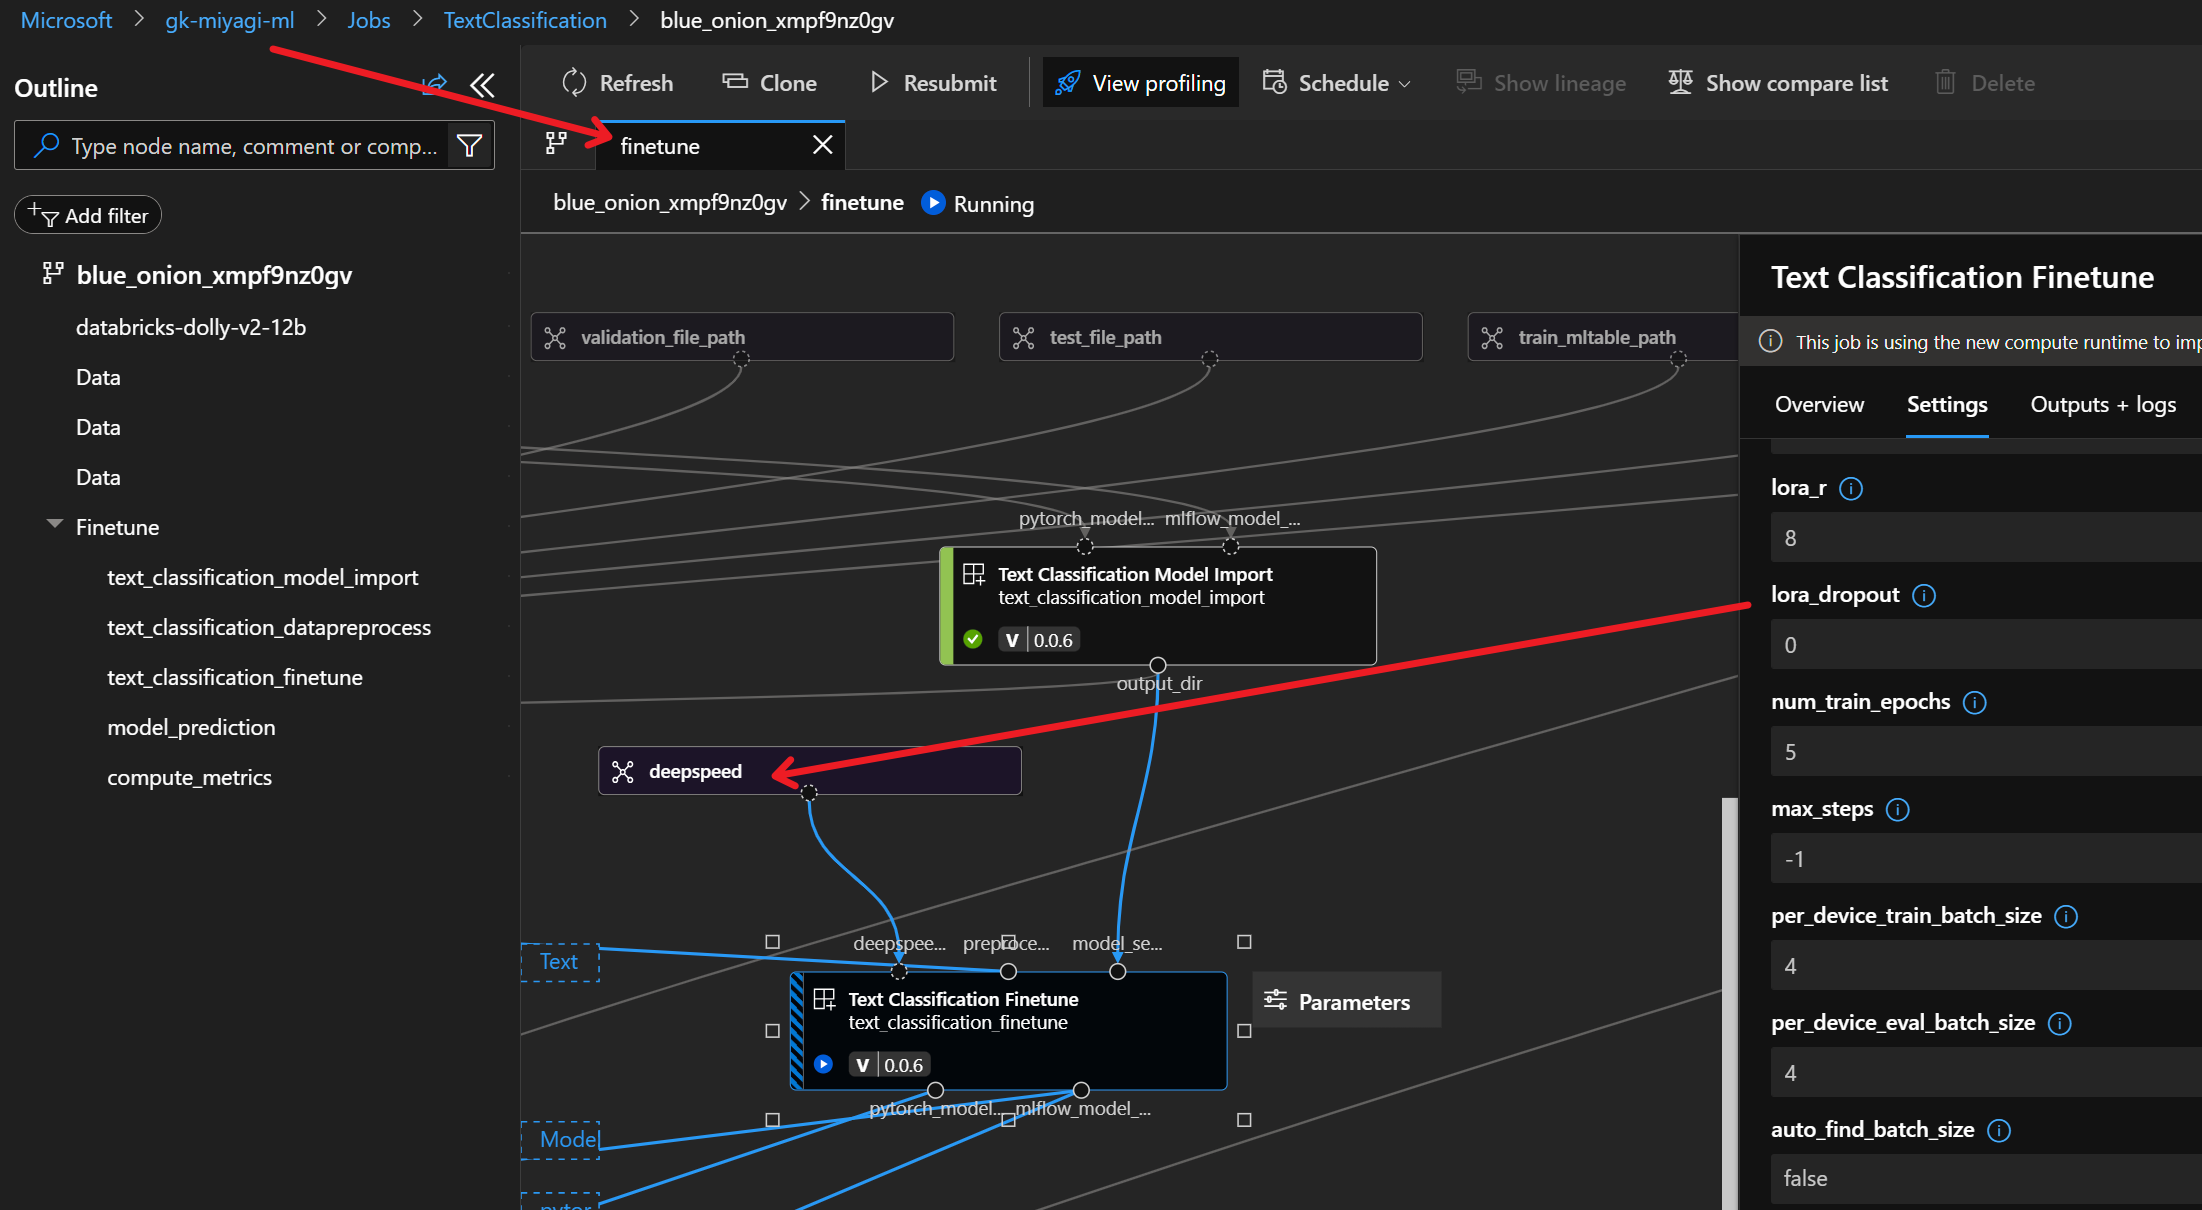 Microsoft > gk-miyagi-ml > Jobs > TextClassification > blue_onion_xmpf9nz0gv
Outline
Type node name, comment or comp...
Add filter
blue_onion_xmpf9nz0gv
databricks-dolly-v2-12b
Data
Data
Data
Finetune
text_classification_model_import
text_classification_datapreprocess
text_classification_finetune
model_prediction
compute_metrics
Refresh
Clone
Resubmit
View profiling
Schedule
Show lineage
Show compare list
Delete
finetune
blue_onion_xmpf9nz0gv > finetune Running
validation_file_path
test_file_path
train_mltable_path
pytorch_model...
mlflow_model_...
Text Classification Model Import
text_classification_model_import
V 0.0.6
output_dir
deepspeed
deepspee...
preproce...
model_se...
Text
Text Classification Finetune
text_classification_finetune
V 0.0.6
Parameters
pytorch_model...
mlflow_model_...
Model
pytor
Text Classification Finetune
This job is using the new compute runtime to imp
Overview
Settings
Outputs + logs
lora_r
8
lora_dropout
0
num_train_epochs
5
max_steps
-1
per_device_train_batch_size
4
per_device_eval_batch_size
4
auto_find_batch_size
false